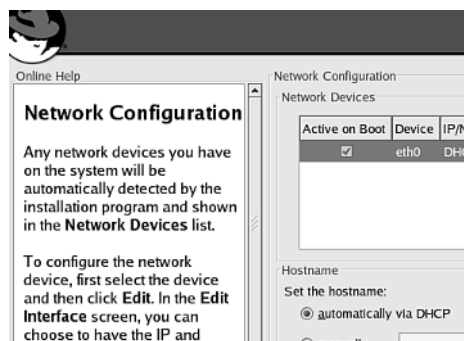 Online Help
Network Configuration
Any network devices you have
on the system will be
automatically detected by the
installation program and shown
in the Network Devices list.
To configure the network
device, first select the device
and then click Edit. In the Edit
Interface screen, you can
choose to have the IP and
Network Configuration
Network Devices
Active on Boot Device IP/N
eth0 DHC
Hostname
Set the hostname:
automatically via DHCP